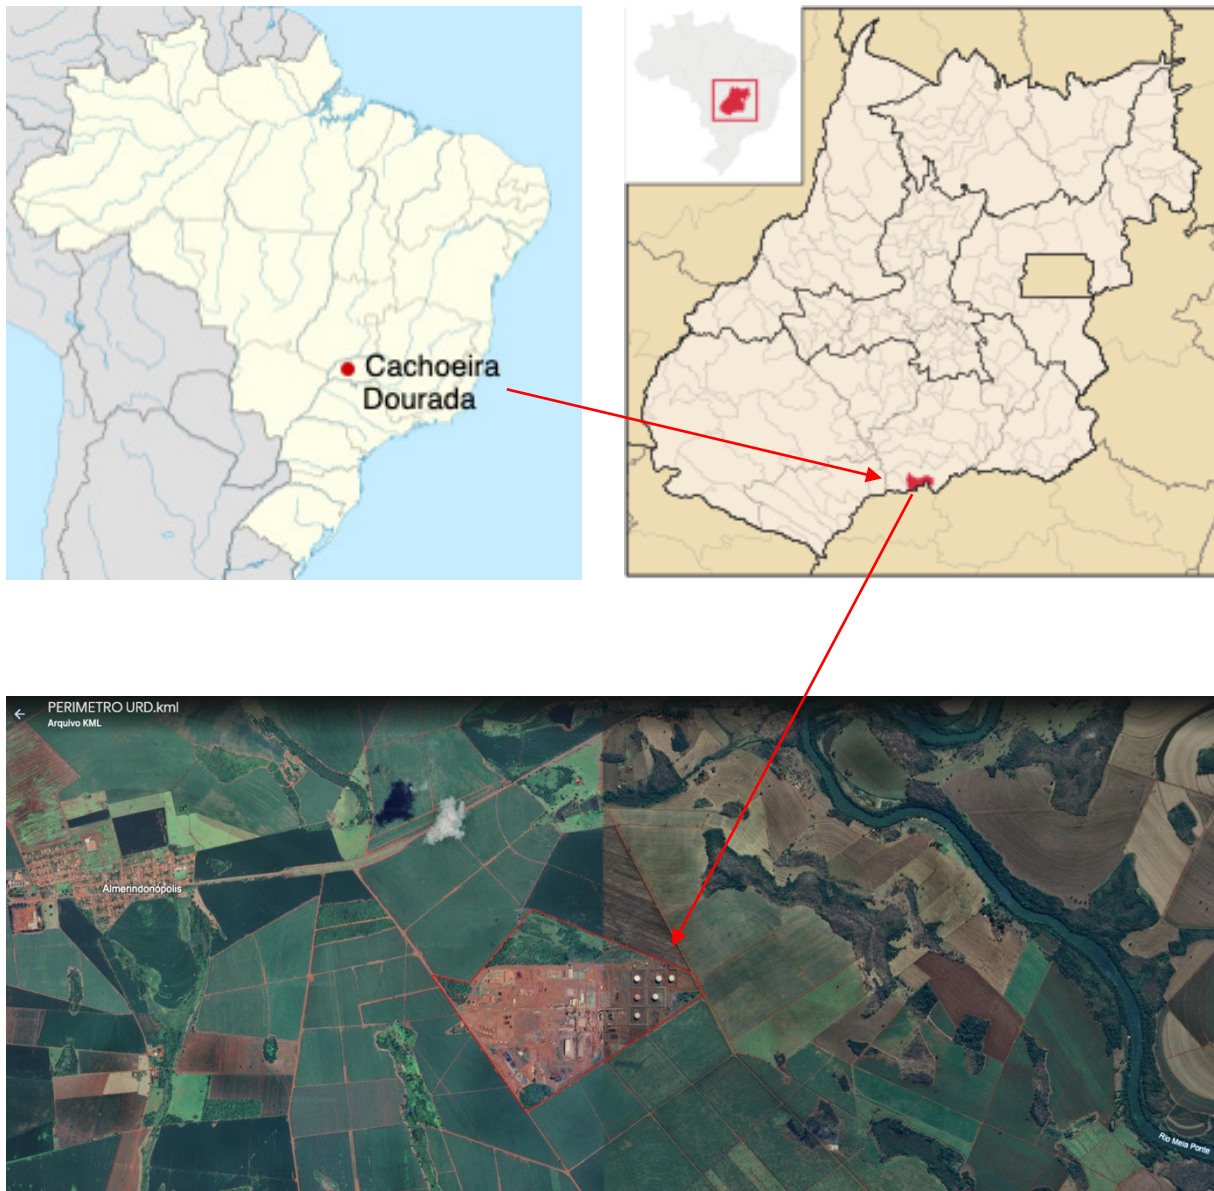 Cachoeira
Dourada
PERIMETRO URD.kml
Arquivo KML
Almerindonópolis
Rio Meia Ponte